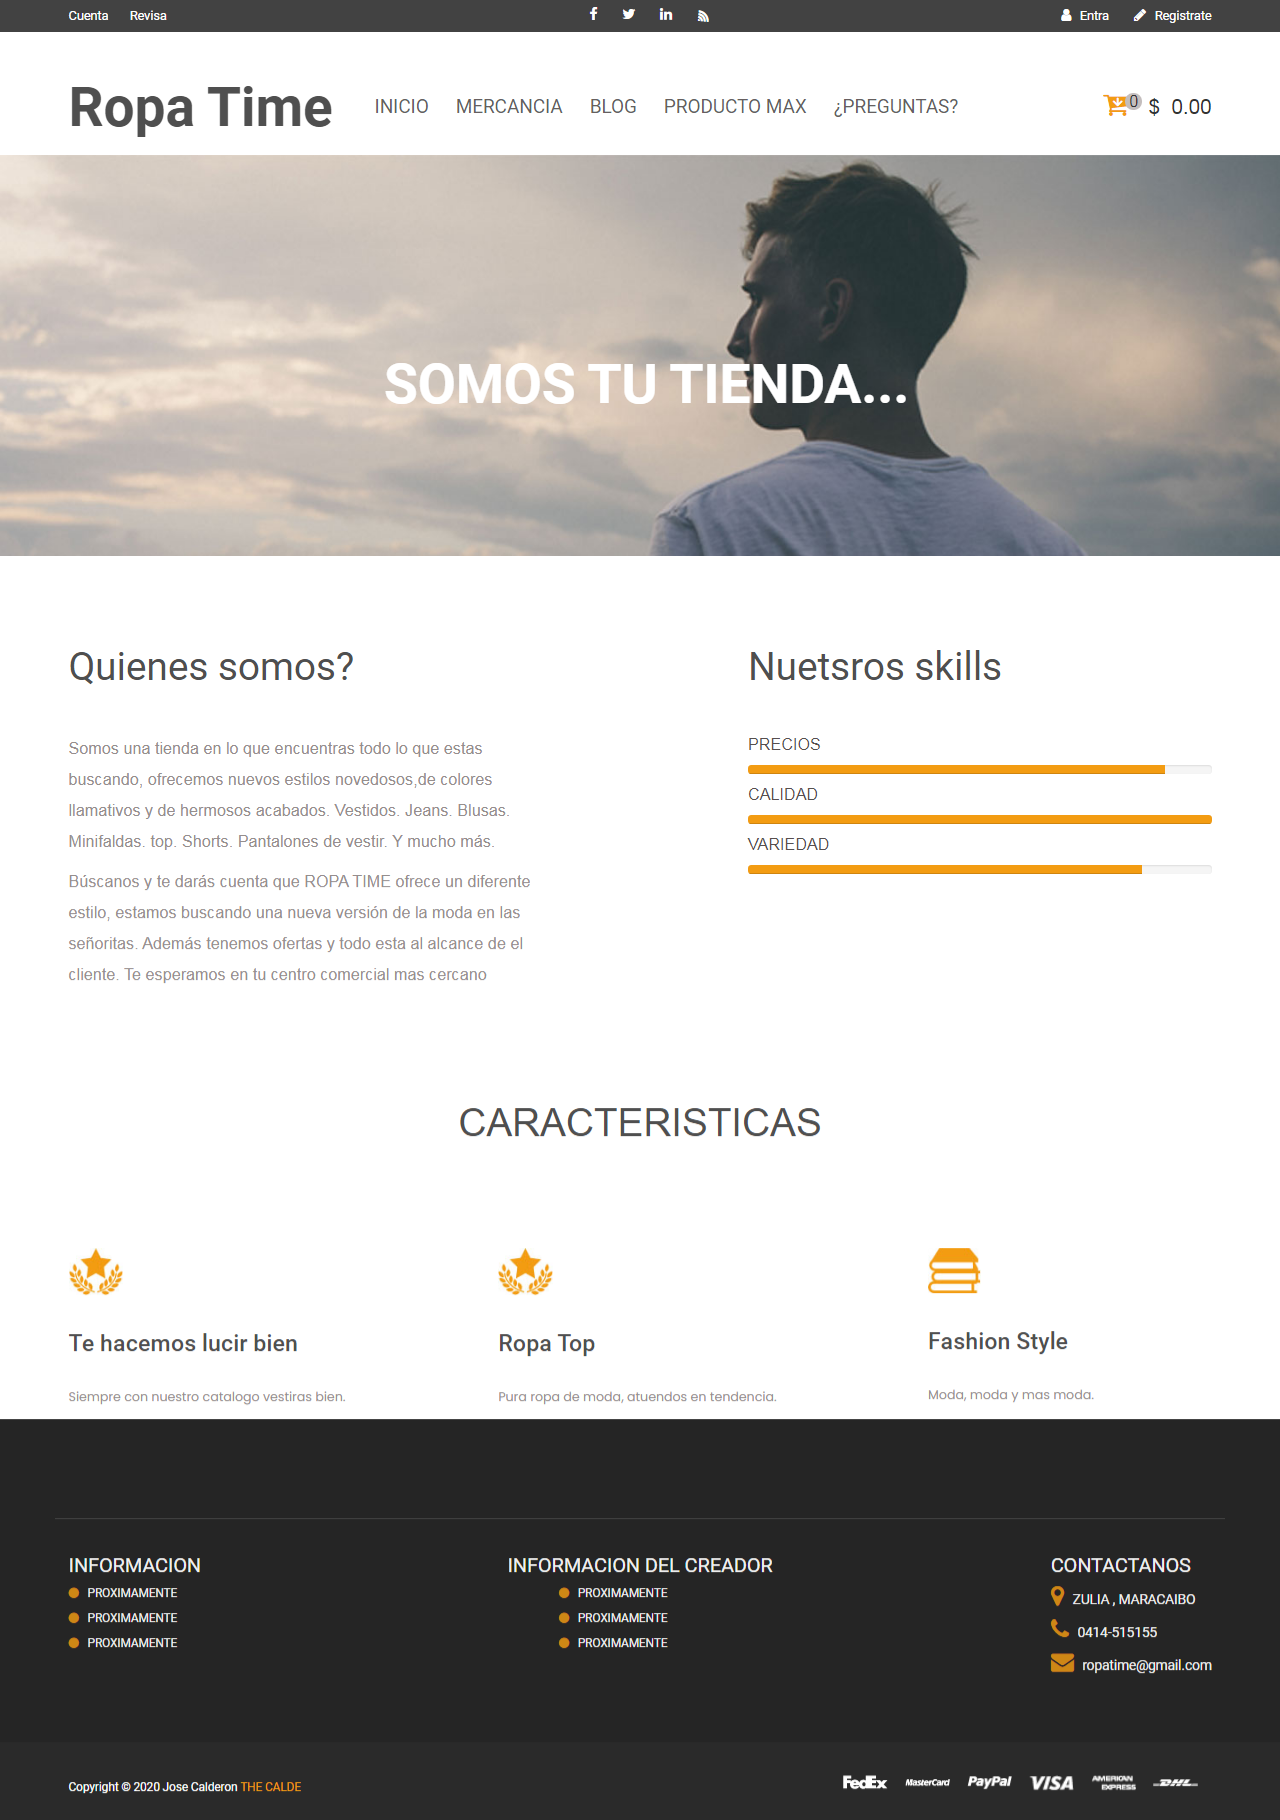 Cuenta Revisa Entra Registrate
Ropa Time INICIO MERCANCIA BLOG PRODUCTO MAX ¿PREGUNTAS? 0 $ 0.00
SOMOS TU TIENDA...
Quienes somos?
Somos una tienda en lo que encuentras todo lo que estas
buscando, ofrecemos nuevos estilos novedosos,de colores
llamativos y de hermosos acabados. Vestidos. Jeans. Blusas.
Minifaldas. top. Shorts. Pantalones de vestir. Y mucho más.
Búscanos y te darás cuenta que ROPA TIME ofrece un diferente
estilo, estamos buscando una nueva versión de la moda en las
señoritas. Además tenemos ofertas y todo esta al alcance de el
cliente. Te esperamos en tu centro comercial mas cercano
Nuetsros skills
PRECIOS
CALIDAD
VARIEDAD
CARACTERISTICAS
Te hacemos lucir bien
Siempre con nuestro catalogo vestiras bien.
Ropa Top
Pura ropa de moda, atuendos en tendencia.
Fashion Style
Moda, moda y mas moda.
INFORMACION
PROXIMAMENTE
PROXIMAMENTE
PROXIMAMENTE
INFORMACION DEL CREADOR
PROXIMAMENTE
PROXIMAMENTE
PROXIMAMENTE
CONTACTANOS
ZULIA , MARACAIBO
0414-515155
ropatime@gmail.com
Copyright © 2020 Jose Calderon THE CALDE
FedEx MasterCard PayPal VISA AMERICAN EXPRESS DHL